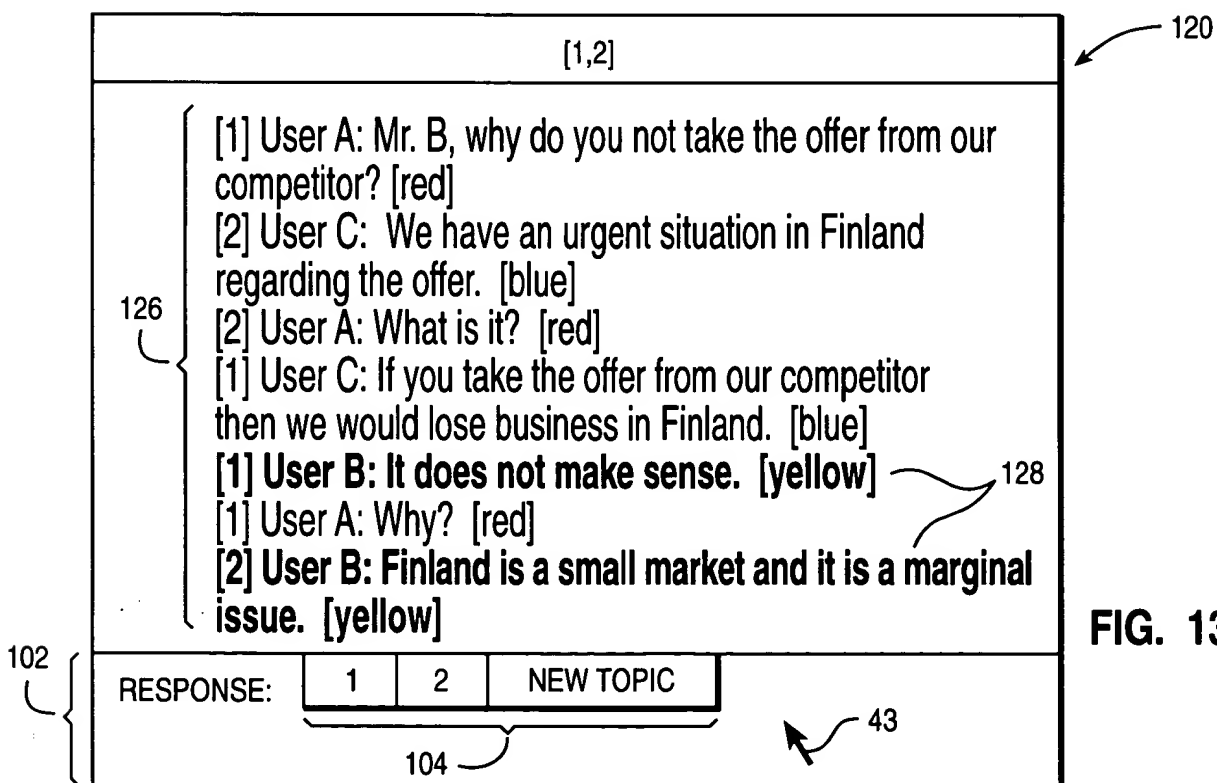 [1,2]
120
[1] User A: Mr. B, why do you not take the offer from our
competitor? [red]
[2] User C: We have an urgent situation in Finland
regarding the offer. [blue]
126
[2] User A: What is it? [red]
[1] User C: If you take the offer from our competitor
then we would lose business in Finland. [blue]
[1] User B: It does not make sense. [yellow]
128
[1] User A: Why? [red]
[2] User B: Finland is a small market and it is a marginal
issue. [yellow]
FIG. 13
102
RESPONSE: 1 2 NEW TOPIC
43
104